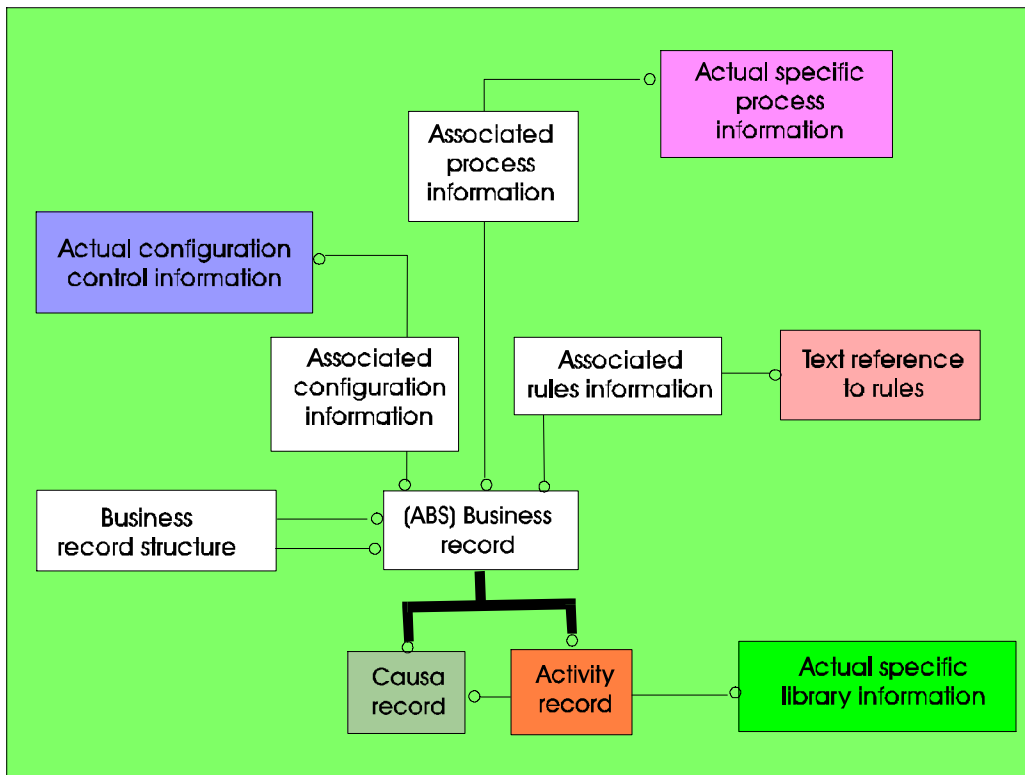 Actual specific
process
information
Associated
process
information
Actual configuration
control information
Associated
configuration
information
Associated
rules information
Text reference
to rules
Business
record structure
(ABS) Business
record
Causa
record
Activity
record
Actual specific
library information